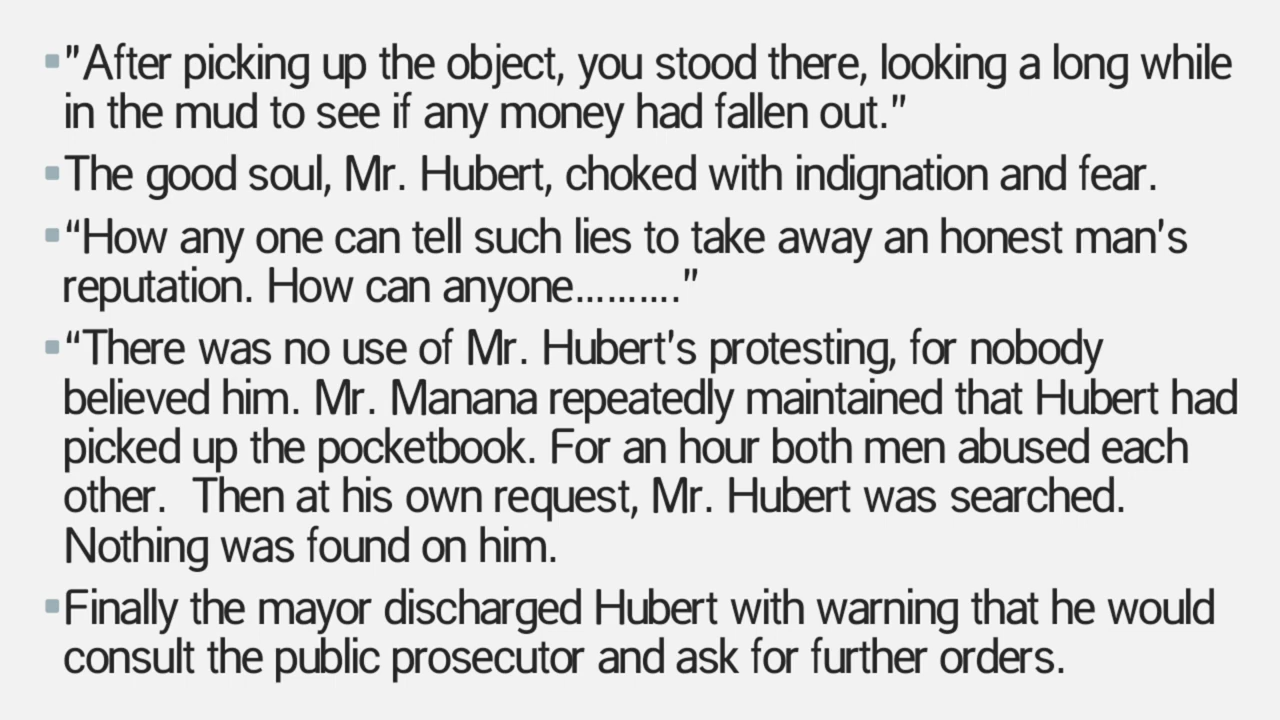 ▪"After picking up the object, you stood there, looking a long while
in the mud to see if any money had fallen out."
▪The good soul, Mr. Hubert, choked with indignation and fear.
▪“How any one can tell such lies to take away an honest man's
reputation. How can anyone……….”
▪“There was no use of Mr. Hubert's protesting, for nobody
believed him. Mr. Manana repeatedly maintained that Hubert had
picked up the pocketbook. For an hour both men abused each
other.  Then at his own request, Mr. Hubert was searched.
Nothing was found on him.
▪Finally the mayor discharged Hubert with warning that he would
consult the public prosecutor and ask for further orders.